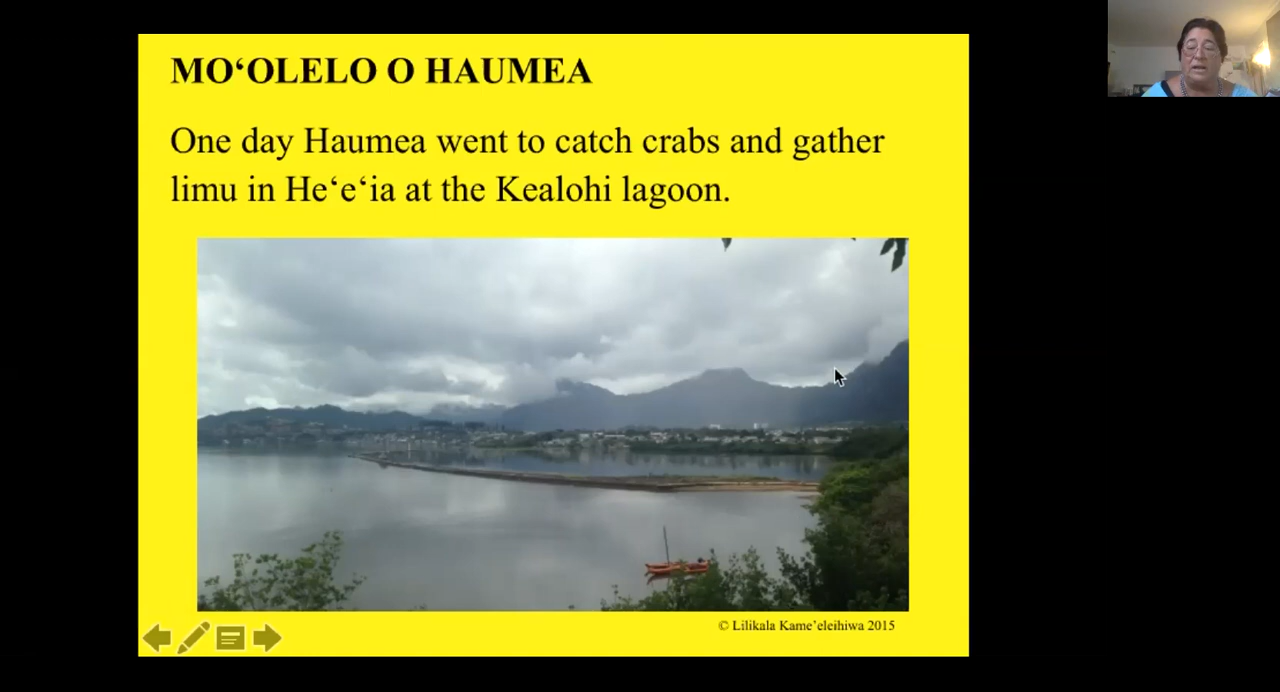 MOʻOLELO O HAUMEA
One day Haumea went to catch crabs and gather
limu in Heʻeʻia at the Kealohi lagoon.
© Lilikala Kame’eleihiwa 2015